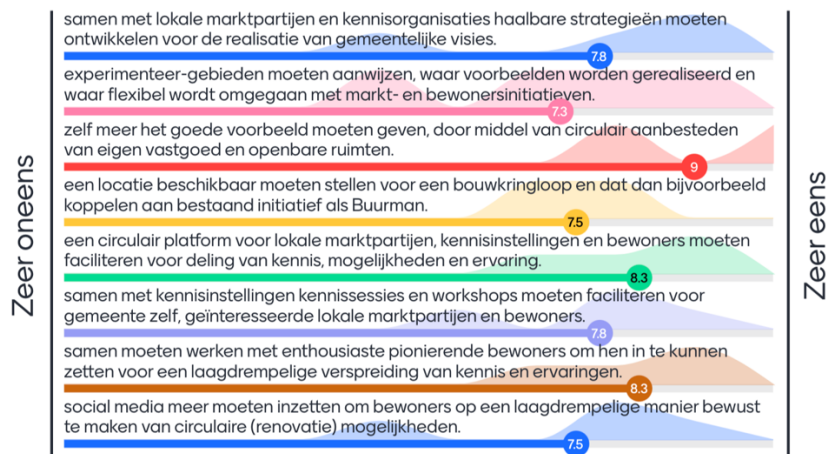 samen met lokale marktpartijen en kennisorganisaties haalbare strategieën moeten
ontwikkelen voor de realisatie van gemeentelijke visies.
7.8
experimenteer-gebieden moeten aanwijzen, waar voorbeelden worden gerealiseerd en
waar flexibel wordt omgegaan met markt- en bewonersinitiatieven.
7.3
zelf meer het goede voorbeeld moeten geven, door middel van circulair aanbesteden
van eigen vastgoed en openbare ruimten.
9
een locatie beschikbaar moeten stellen voor een bouwkringloop en dat dan bijvoorbeeld
koppelen aan bestaand initiatief als Buurman.
7.5
een circulair platform voor lokale marktpartijen, kennisinstellingen en bewoners moeten
faciliteren voor deling van kennis, mogelijkheden en ervaring.
8.3
samen met kennisinstellingen kennissessies en workshops moeten faciliteren voor
gemeente zelf, geïnteresseerde lokale marktpartijen en bewoners.
7.8
samen moeten werken met enthousiaste pionierende bewoners om hen in te kunnen
zetten voor een laagdrempelige verspreiding van kennis en ervaringen.
8.3
social media meer moeten inzetten om bewoners op een laagdrempelige manier bewust
te maken van circulaire (renovatie) mogelijkheden.
7.5
Zeer oneens
Zeer eens